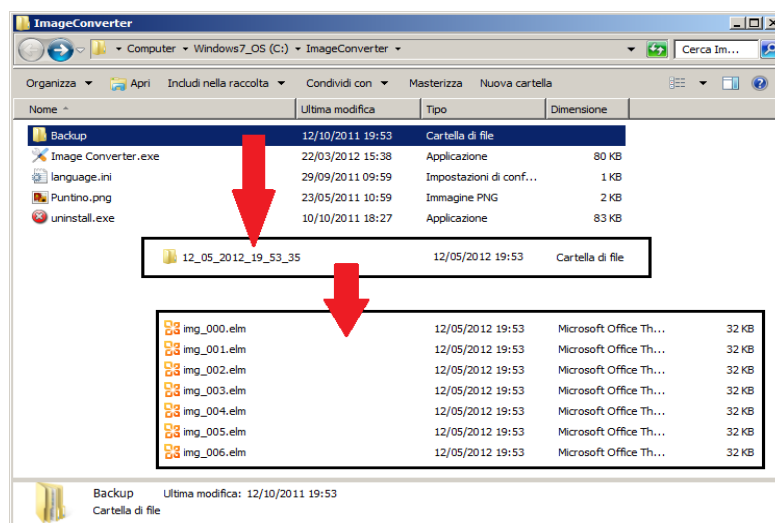 ImageConverter
Computer Windows7_OS (C:) ImageConverter
Cerca Im...
Organizza Apri Includi nella raccolta Condividi con Masterizza Nuova cartella
Nome Ultima modifica Tipo Dimensione
Backup 12/10/2011 19:53 Cartella di file
Image Converter.exe 22/03/2012 15:38 Applicazione 80 KB
language.ini 29/09/2011 09:59 Impostazioni di conf... 1 KB
Puntino.png 23/05/2011 10:59 Immagine PNG 2 KB
uninstall.exe 10/10/2011 18:27 Applicazione 83 KB
12_05_2012_19_53_35 12/05/2012 19:53 Cartella di file
img_000.elm 12/05/2012 19:53 Microsoft Office Th... 32 KB
img_001.elm 12/05/2012 19:53 Microsoft Office Th... 32 KB
img_002.elm 12/05/2012 19:53 Microsoft Office Th... 32 KB
img_003.elm 12/05/2012 19:53 Microsoft Office Th... 32 KB
img_004.elm 12/05/2012 19:53 Microsoft Office Th... 32 KB
img_005.elm 12/05/2012 19:53 Microsoft Office Th... 32 KB
img_006.elm 12/05/2012 19:53 Microsoft Office Th... 32 KB
Backup Ultima modifica: 12/10/2011 19:53
Cartella di file